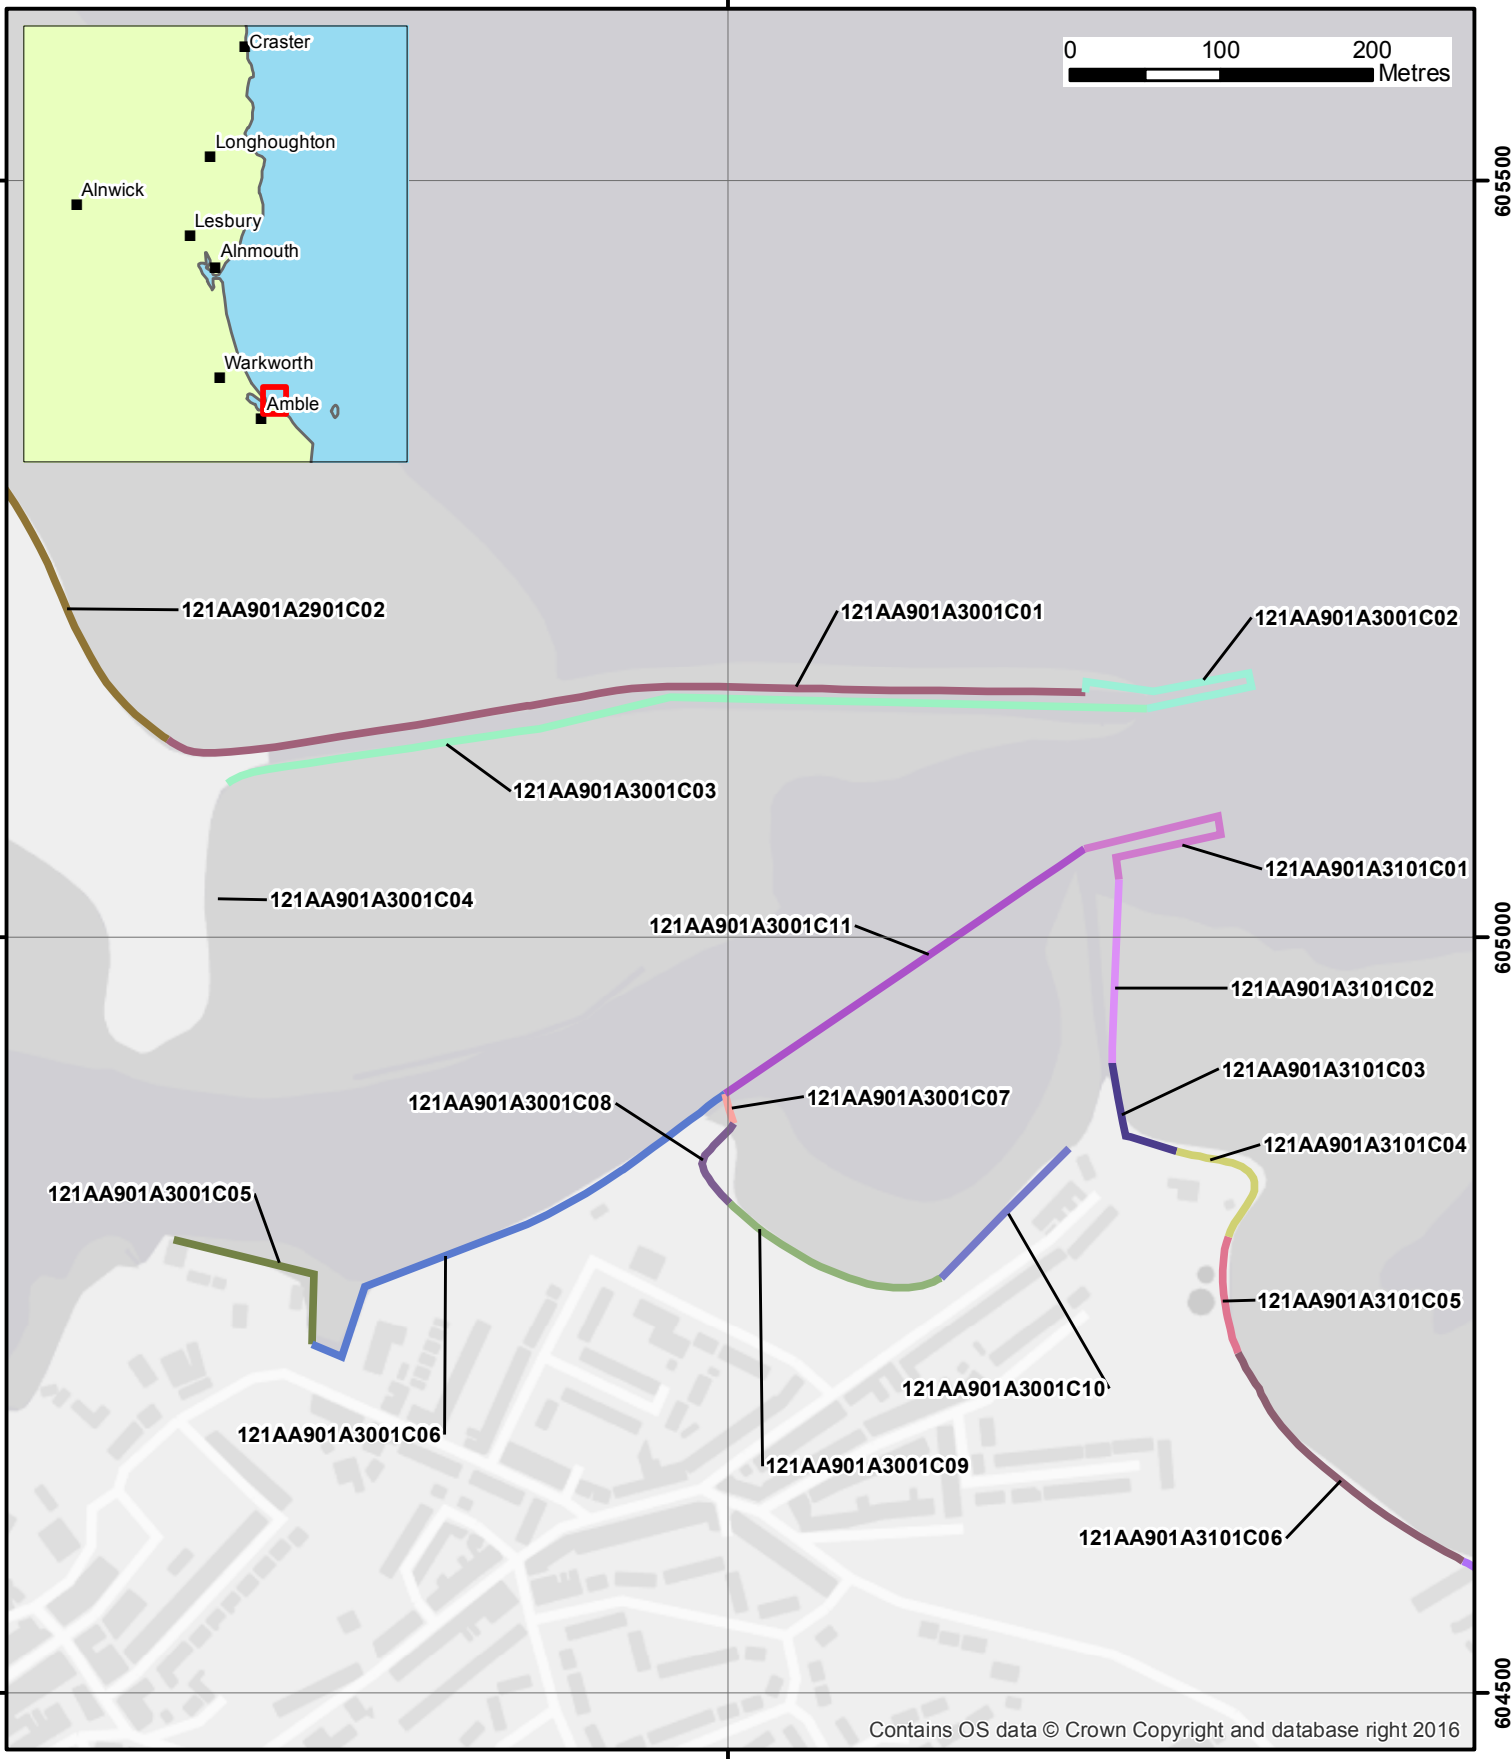 Craster
0 100 200
Metres
Longhoughton
605500
Alnwick
Lesbury
Alnmouth
Warkworth
Amble
121AA901A2901C02
121AA901A3001C01
121AA901A3001C02
121AA901A3001C03
121AA901A3101C01
121AA901A3001C04
121AA901A3001C11
605000
121AA901A3101C02
121AA901A3101C03
121AA901A3001C08
121AA901A3001C07
121AA901A3101C04
121AA901A3001C05
121AA901A3101C05
121AA901A3001C10
121AA901A3001C06
121AA901A3001C09
121AA901A3101C06
604500
Contains OS data © Crown Copyright and database right 2016